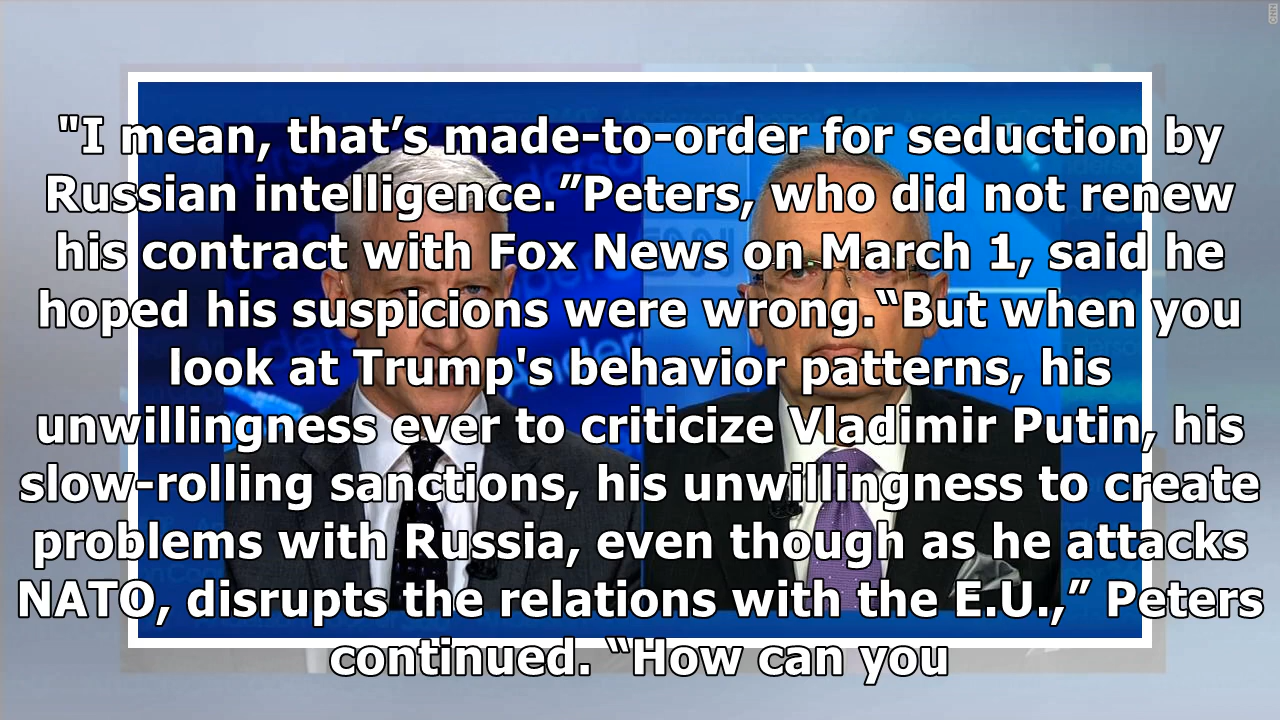 "I mean, that’s made-to-order for seduction by
Russian intelligence.”Peters, who did not renew
his contract with Fox News on March 1, said he
hoped his suspicions were wrong.“But when you
look at Trump's behavior patterns, his
unwillingness ever to criticize Vladimir Putin, his
slow-rolling sanctions, his unwillingness to create
problems with Russia, even though as he attacks
NATO, disrupts the relations with the E.U.,” Peters
continued. “How can you
CNN